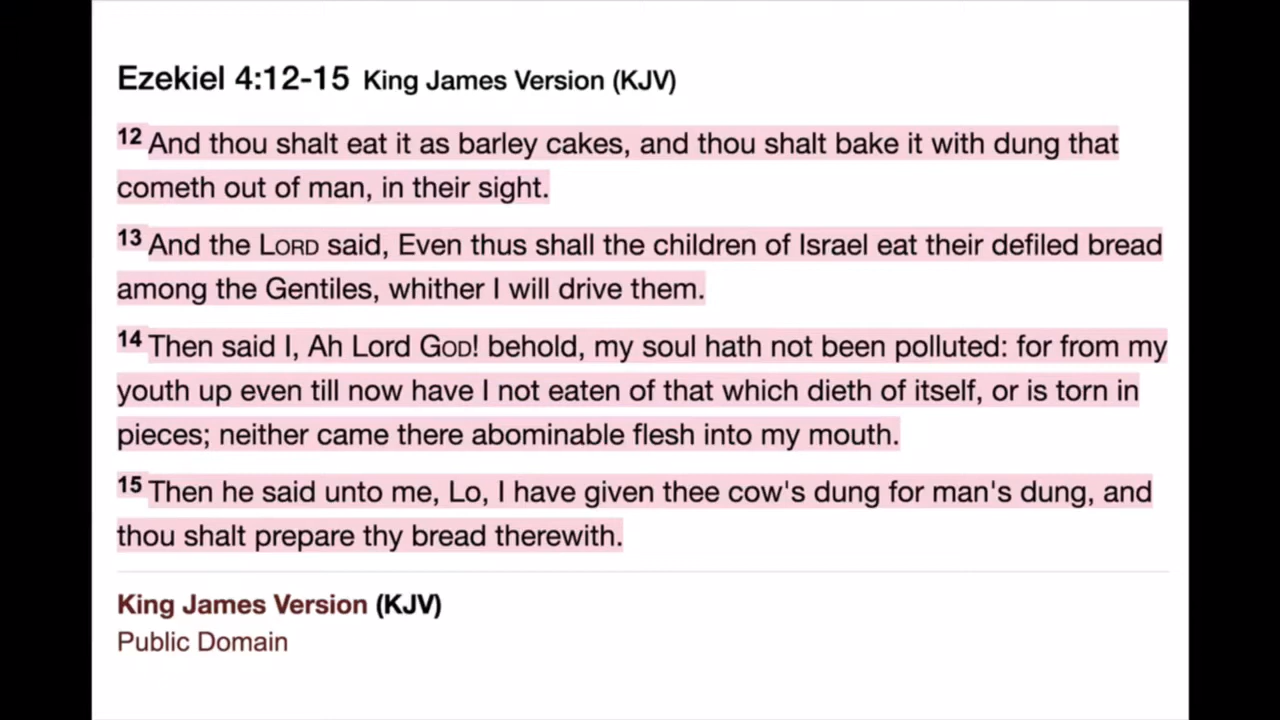 Ezekiel 4:12-15 King James Version (KJV)
12 And thou shalt eat it as barley cakes, and thou shalt bake it with dung that
cometh out of man, in their sight.
13 And the LORD said, Even thus shall the children of Israel eat their defiled bread
among the Gentiles, whither I will drive them.
14 Then said I, Ah Lord GOD! behold, my soul hath not been polluted: for from my
youth up even till now have I not eaten of that which dieth of itself, or is torn in
pieces; neither came there abominable flesh into my mouth.
15 Then he said unto me, Lo, I have given thee cow's dung for man's dung, and
thou shalt prepare thy bread therewith.
King James Version (KJV)
Public Domain